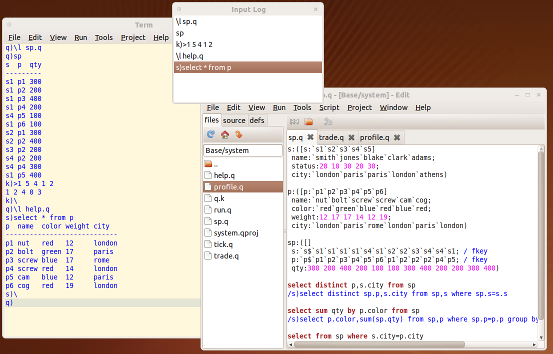 Term
File Edit View Run Tools Project Help
q)\l sp.q
q)sp
s p qty
---------
s1 p1 300
s1 p2 200
s1 p3 400
s1 p4 200
s4 p5 100
s1 p6 100
s2 p1 300
s2 p2 400
s3 p2 200
s4 p2 200
s4 p4 300
s1 p5 400
k)>1 5 4 1 2
1 2 4 0 3
k)\
q)\l help.q
s)select * from p
p name color weight city
----------------------------
p1 nut red 12 london
p2 bolt green 17 paris
p3 screw blue 17 rome
p4 screw red 14 london
p5 cam blue 12 paris
p6 cog red 19 london
s)\
q)
Input Log
\l sp.q
sp
k)>1 5 4 1 2
\l help.q
s)select * from p
sp.q - [Base/system] - Edit
File Edit View Run Tools Script Project Window Help
files source defs
Base/system
..
help.q
profile.q
q.k
run.q
sp.q
system.qproj
tick.q
trade.q
sp.q trade.q profile.q
s:([s:`s1`s2`s3`s4`s5]
name:`smith`jones`blake`clark`adams;
status:20 10 30 20 30;
city:`london`paris`paris`london`athens)
p:([p:`p1`p2`p3`p4`p5`p6]
name:`nut`bolt`screw`screw`cam`cog;
color:`red`green`blue`red`blue`red;
weight:12 17 17 14 12 19;
city:`london`paris`rome`london`paris`london)
sp:([]
s:`s$`s1`s1`s1`s1`s4`s1`s2`s2`s3`s4`s4`s1; / fkey
p:`p$`p1`p2`p3`p4`p5`p6`p1`p2`p2`p2`p4`p5; / fkey
qty:300 200 400 200 100 100 300 400 200 200 300 400)
select distinct p,s.city from sp
/s)select distinct sp.p,s.city from sp,s where sp.s=s.s
select sum qty by p.color from sp
/s)select p.color,sum(sp.qty) from sp,p where sp.p=p.p group by
select from sp where s.city=p.city